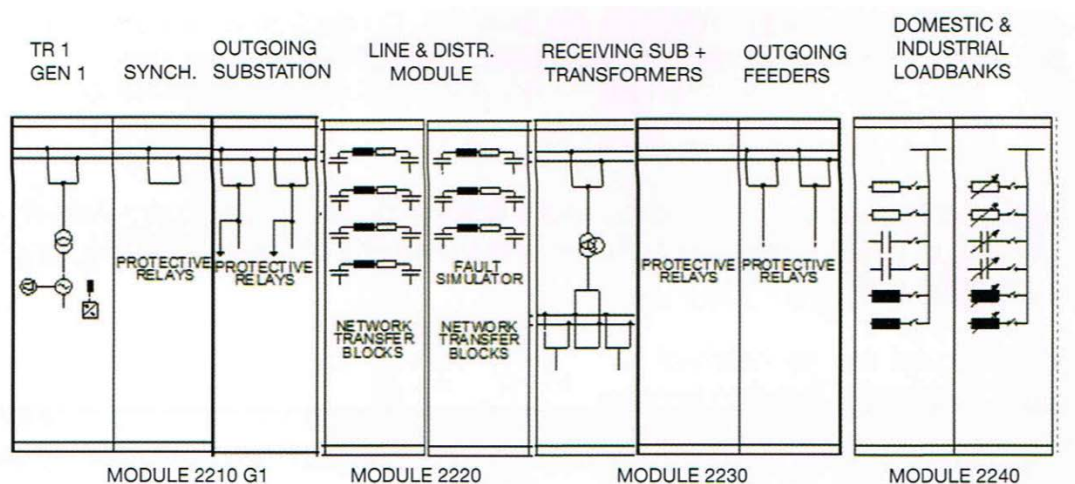 TR 1
GEN 1
SYNCH.
OUTGOING
SUBSTATION
LINE & DISTR.
MODULE
RECEIVING SUB +
TRANSFORMERS
OUTGOING
FEEDERS
DOMESTIC &
INDUSTRIAL
LOADBANKS
PROTECTIVE
RELAYS
PROTECTIVE
RELAYS
NETWORK
TRANSFER
BLOCKS
FAULT
SIMULATOR
NETWORK
TRANSFER
BLOCKS
PROTECTIVE
RELAYS
PROTECTIVE
RELAYS
MODULE 2210 G1
MODULE 2220
MODULE 2230
MODULE 2240